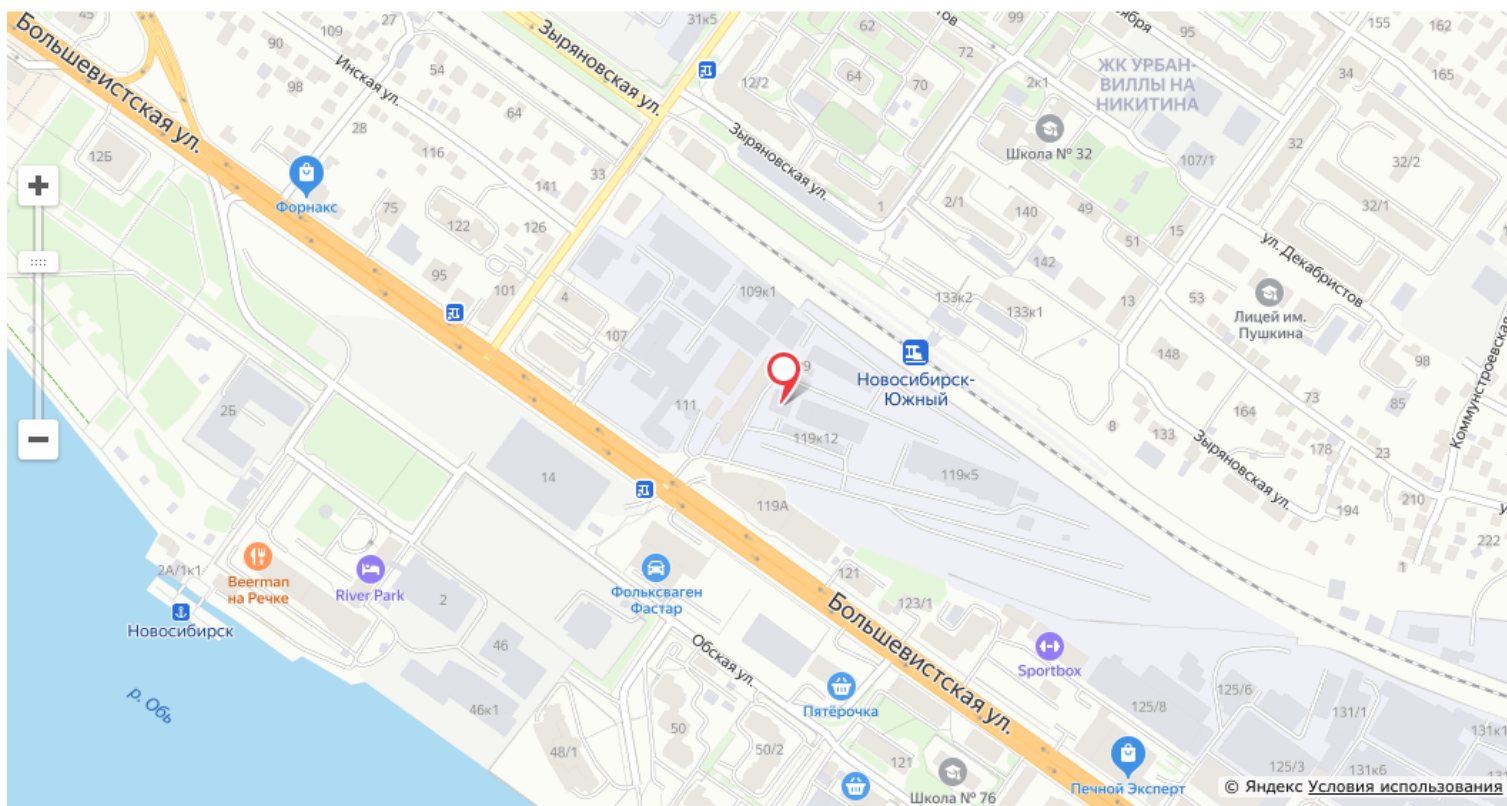 45
109
27
31к5
62
тов
99
ября
95
155
162
Большевистская ул.
90
98
Инская ул.
54
64
Зыряновская ул.
12/2
64
70
72
2к1
ЖК УРБАН-
ВИЛЛЫ НА
НИКИТИНА
34
165
12Б
28
116
Форнакс
141
33
Зыряновская ул.
Школа № 32
107/1
32
32/2
75
122
126
1
2/1
140
49
51
15
32/1
95
101
4
107
109к1
142
133к2
133к1
13
ул. Декабристов
53
Лицей им.
Пушкина
Новосибирск-
Южный
9
148
98
Коммунстроевская
2Б
111
119к12
119к5
8
133
164
73
85
Зыряновская ул.
178
23
194
210
у
222
1
14
119А
2А/1к1
Beerman
на Речке
River Park
2
Новосибирск
р. Обь
Фольксваген
Фастар
121
123/1
Большевистская ул.
Sportbox
46
46к1
Обская ул.
Пятёрочка
125/6
125/8
131/1
131к1
48/1
50
50/2
121
Школа № 76
Печной Эксперт
125/3
131к6
© Яндекс Условия использования